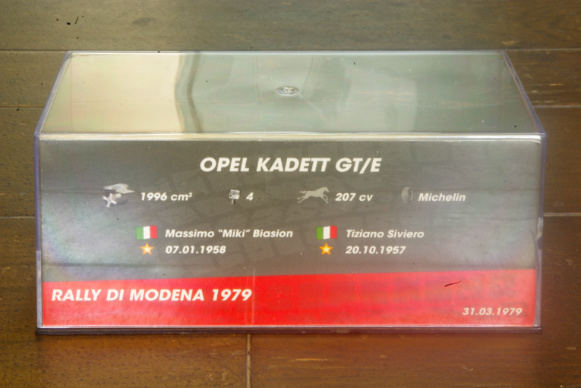 OPEL KADETT GT/E
1996 cm³ 4 207 cv Michelin
Massimo "Miki" Biasion Tiziano Siviero
07.01.1958 20.10.1957
RALLY DI MODENA 1979
31.03.1979